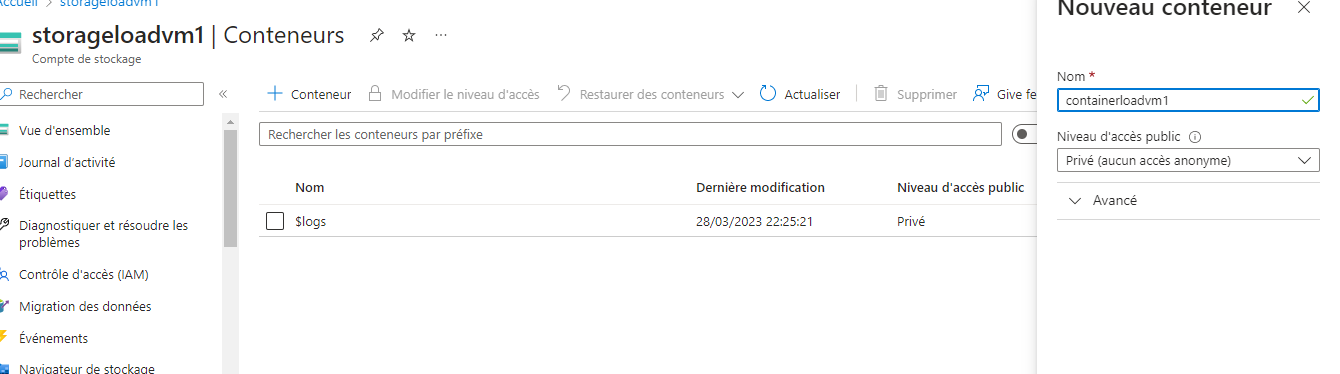 Accueil > storageloadvm1
storageloadvm1 | Conteneurs
Compte de stockage
Rechercher
Vue d'ensemble
Journal d'activité
Étiquettes
Diagnostiquer et résoudre les
problèmes
Contrôle d'accès (IAM)
Migration des données
Événements
Navigateur de stockage
+ Conteneur Modifier le niveau d'accès Restaurer des conteneurs Actualiser Supprimer Give fe
Rechercher les conteneurs par préfixe
Nom Dernière modification Niveau d'accès public
$logs 28/03/2023 22:25:21 Privé
Nouveau conteneur
Nom *
containerloadvm1
Niveau d'accès public
Privé (aucun accès anonyme)
Avancé